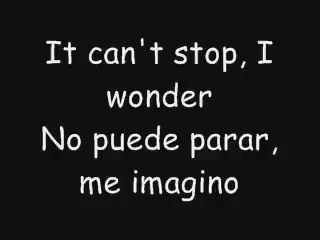 It can't stop, I
wonder
No puede parar,
me imagino